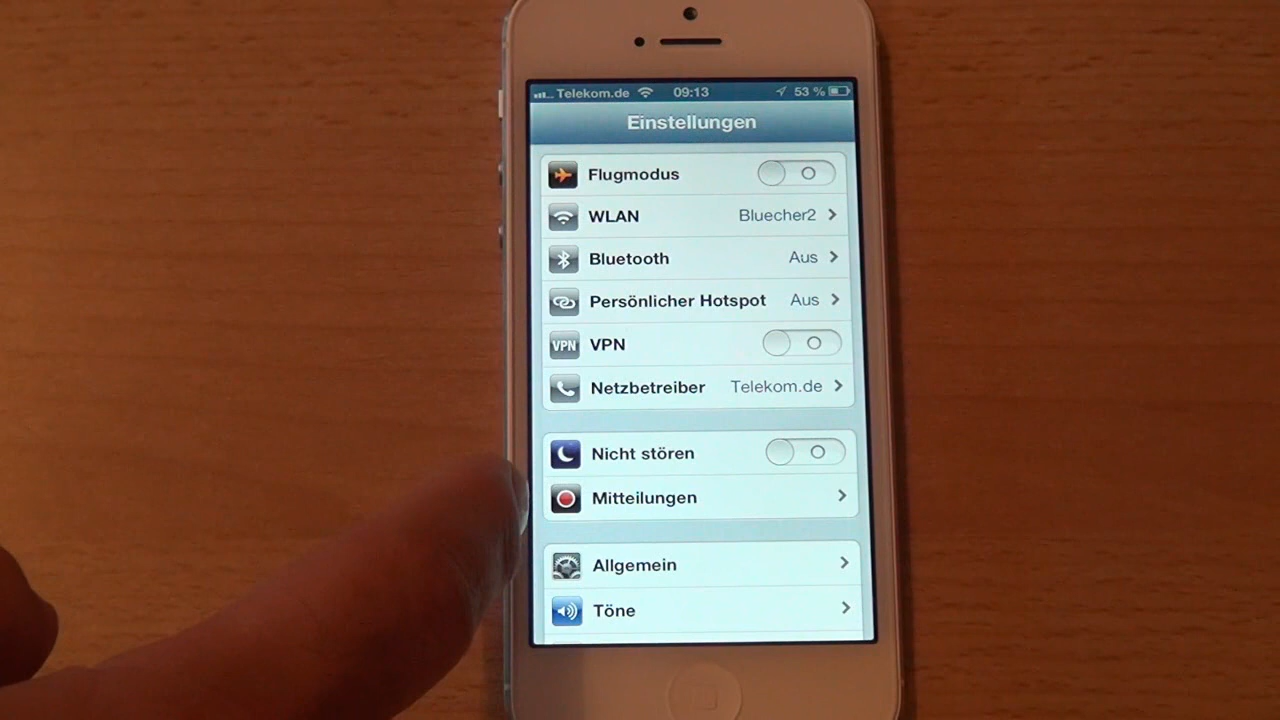 Telekom.de 09:13 53 %
Einstellungen
Flugmodus
WLAN Bluecher2
Bluetooth Aus
Persönlicher Hotspot Aus
VPN VPN
Netzbetreiber Telekom.de
Nicht stören
Mitteilungen
Allgemein
Töne